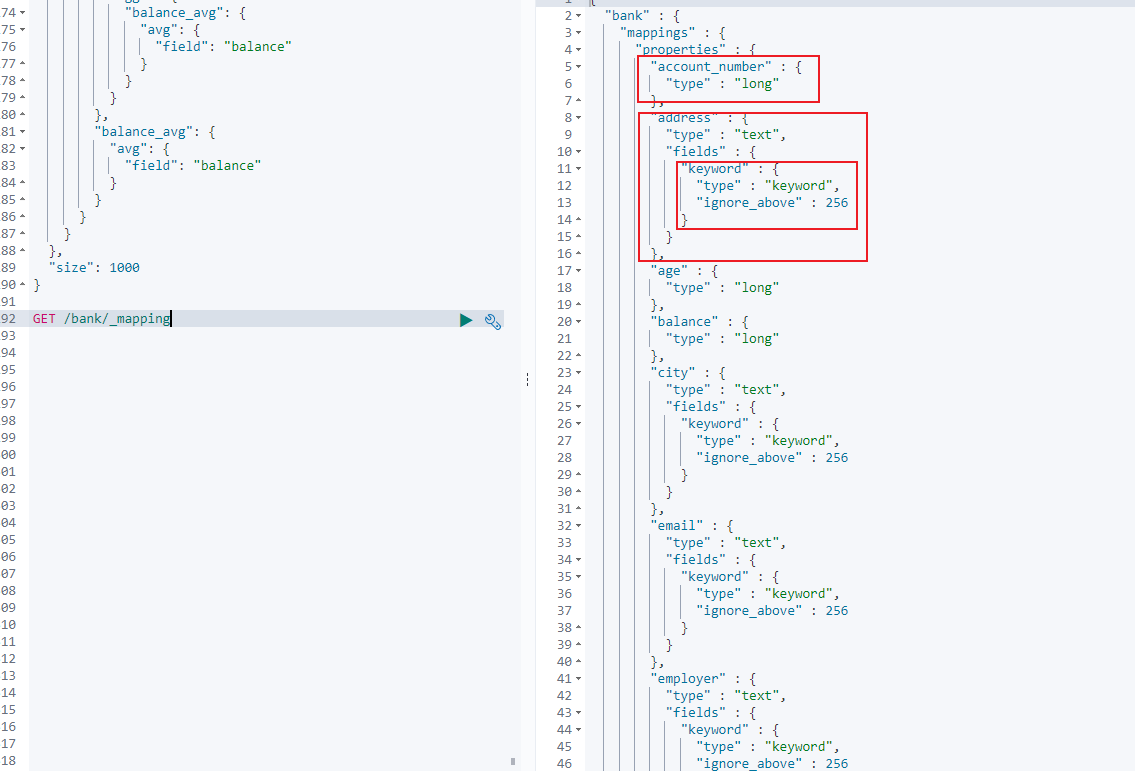 74 "balance_avg": {
75 "avg": {
76 "field": "balance"
77 }
78 }
79 }
80 },
81 "balance_avg": {
82 "avg": {
83 "field": "balance"
84 }
85 }
86 }
87 }
88 },
89 "size": 1000
90 }
91
92 GET /bank/_mapping
93
94
95
96
97
98
99
00
01
02
03
04
05
06
07
08
09
10
11
12
13
14
15
16
17
18
1 {
2 "bank" : {
3 "mappings" : {
4 "properties" : {
5 "account_number" : {
6 "type" : "long"
7 },
8 "address" : {
9 "type" : "text",
10 "fields" : {
11 "keyword" : {
12 "type" : "keyword",
13 "ignore_above" : 256
14 }
15 }
16 },
17 "age" : {
18 "type" : "long"
19 },
20 "balance" : {
21 "type" : "long"
22 },
23 "city" : {
24 "type" : "text",
25 "fields" : {
26 "keyword" : {
27 "type" : "keyword",
28 "ignore_above" : 256
29 }
30 }
31 },
32 "email" : {
33 "type" : "text",
34 "fields" : {
35 "keyword" : {
36 "type" : "keyword",
37 "ignore_above" : 256
38 }
39 }
40 },
41 "employer" : {
42 "type" : "text",
43 "fields" : {
44 "keyword" : {
45 "type" : "keyword",
46 "ignore_above" : 256